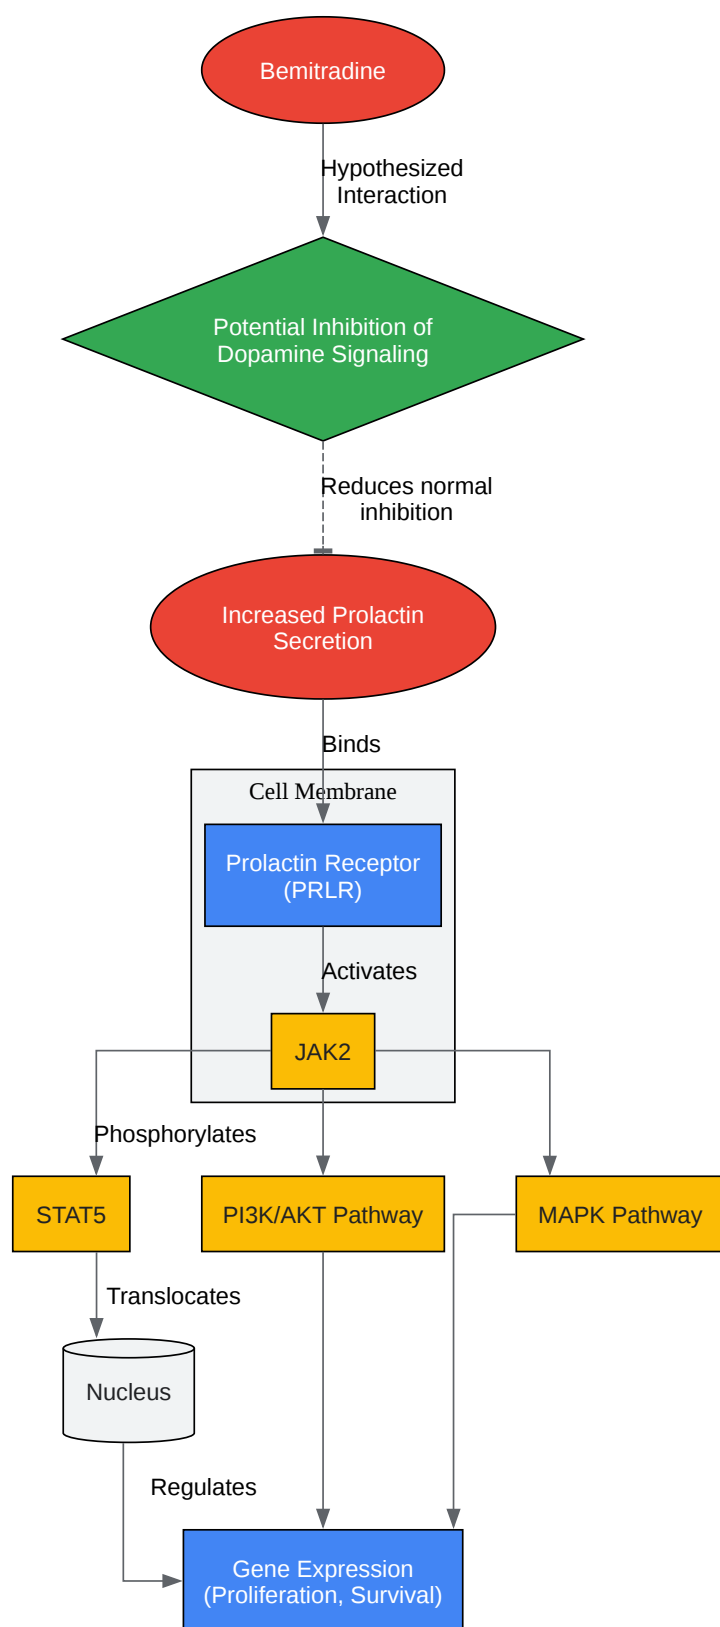 Bemitradine
Hypothesized
Interaction
Potential Inhibition of
Dopamine Signaling
Reduces normal
inhibition
Increased Prolactin
Secretion
Binds
Cell Membrane
Prolactin Receptor
(PRLR)
Activates
JAK2
Phosphorylates
STAT5
PI3K/AKT Pathway
MAPK Pathway
Translocates
Nucleus
Regulates
Gene Expression
(Proliferation, Survival)